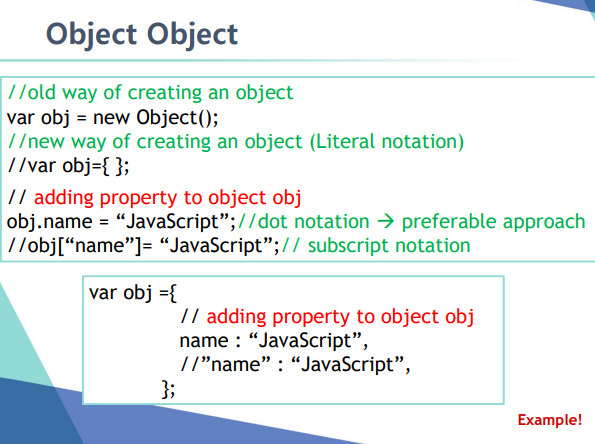 Object Object
//old way of creating an object
var obj = new Object();
//new way of creating an object (Literal notation)
//var obj={ };
// adding property to object obj
obj.name = “JavaScript”;//dot notation → preferable approach
//obj[“name”]= “JavaScript”;// subscript notation
var obj ={
// adding property to object obj
name : “JavaScript”,
//”name” : “JavaScript”,
};
Example!